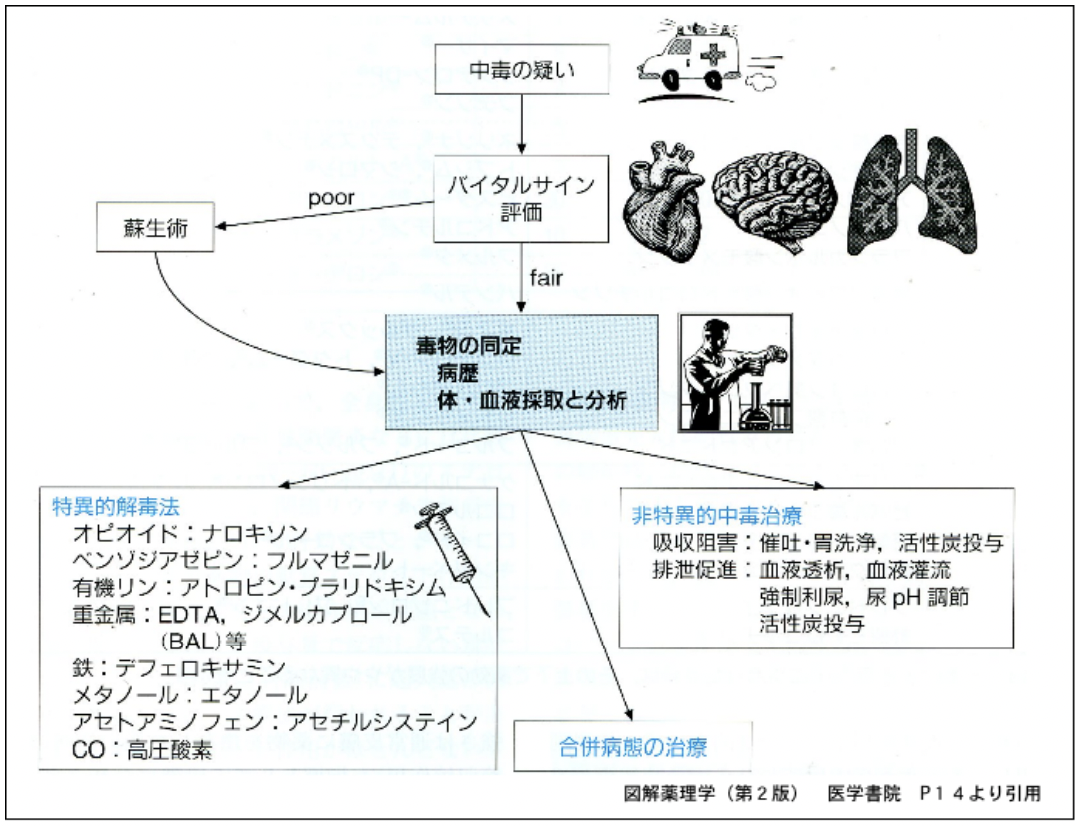 中毒の疑い
バイタルサイン
評価
poor
蘇生術
fair
毒物の同定
病歴
体・血液採取と分析
特異的解毒法
オピオイド：ナロキソン
ベンゾジアゼピン：フルマゼニル
有機リン：アトロピン・プラリドキシム
重金属：EDTA，ジメルカプロール
（BAL）等
鉄：デフェロキサミン
メタノール：エタノール
アセトアミノフェン：アセチルシステイン
CO：高圧酸素
非特異的中毒治療
吸収阻害：催吐・胃洗浄，活性炭投与
排泄促進：血液透析，血液灌流
強制利尿，尿 pH 調節
活性炭投与
合併病態の治療
図解薬理学（第２版）　医学書院　Ｐ１４より引用